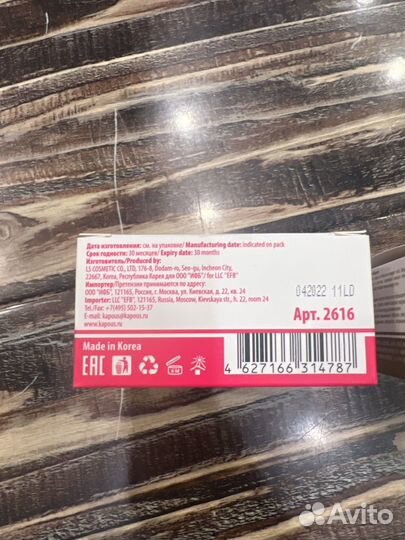 Дата изготовления: см. на упаковке/ Manufacturing date: indicated on pack
Срок годности: 30 месяцев/ Expiry date: 30 months
Изготовитель/Produced by:
LS COSMETIC CO., LTD, 176-8, Dodam-ro, Seo-gu, Incheon City,
22667, Korea, Республика Корея для ООО "ИФБ"/ for LLC "EFB"
Импортер/Претензии принимаются по адресу:
ООО "ИФБ", 121165, Россия, г. Москва, ул. Киевская, д. 22, кв. 24
Importer: LLC "EFB", 121165, Russia, Moscow, Kievskaya str., h. 22, room 24
Tel./Fax: +7(495) 502-15-37
E-mail: kapous@kapous.ru
www.kapous.ru
042022 11LD
Арт. 2616
Made in Korea
EAC
4 627166 314787
Avito